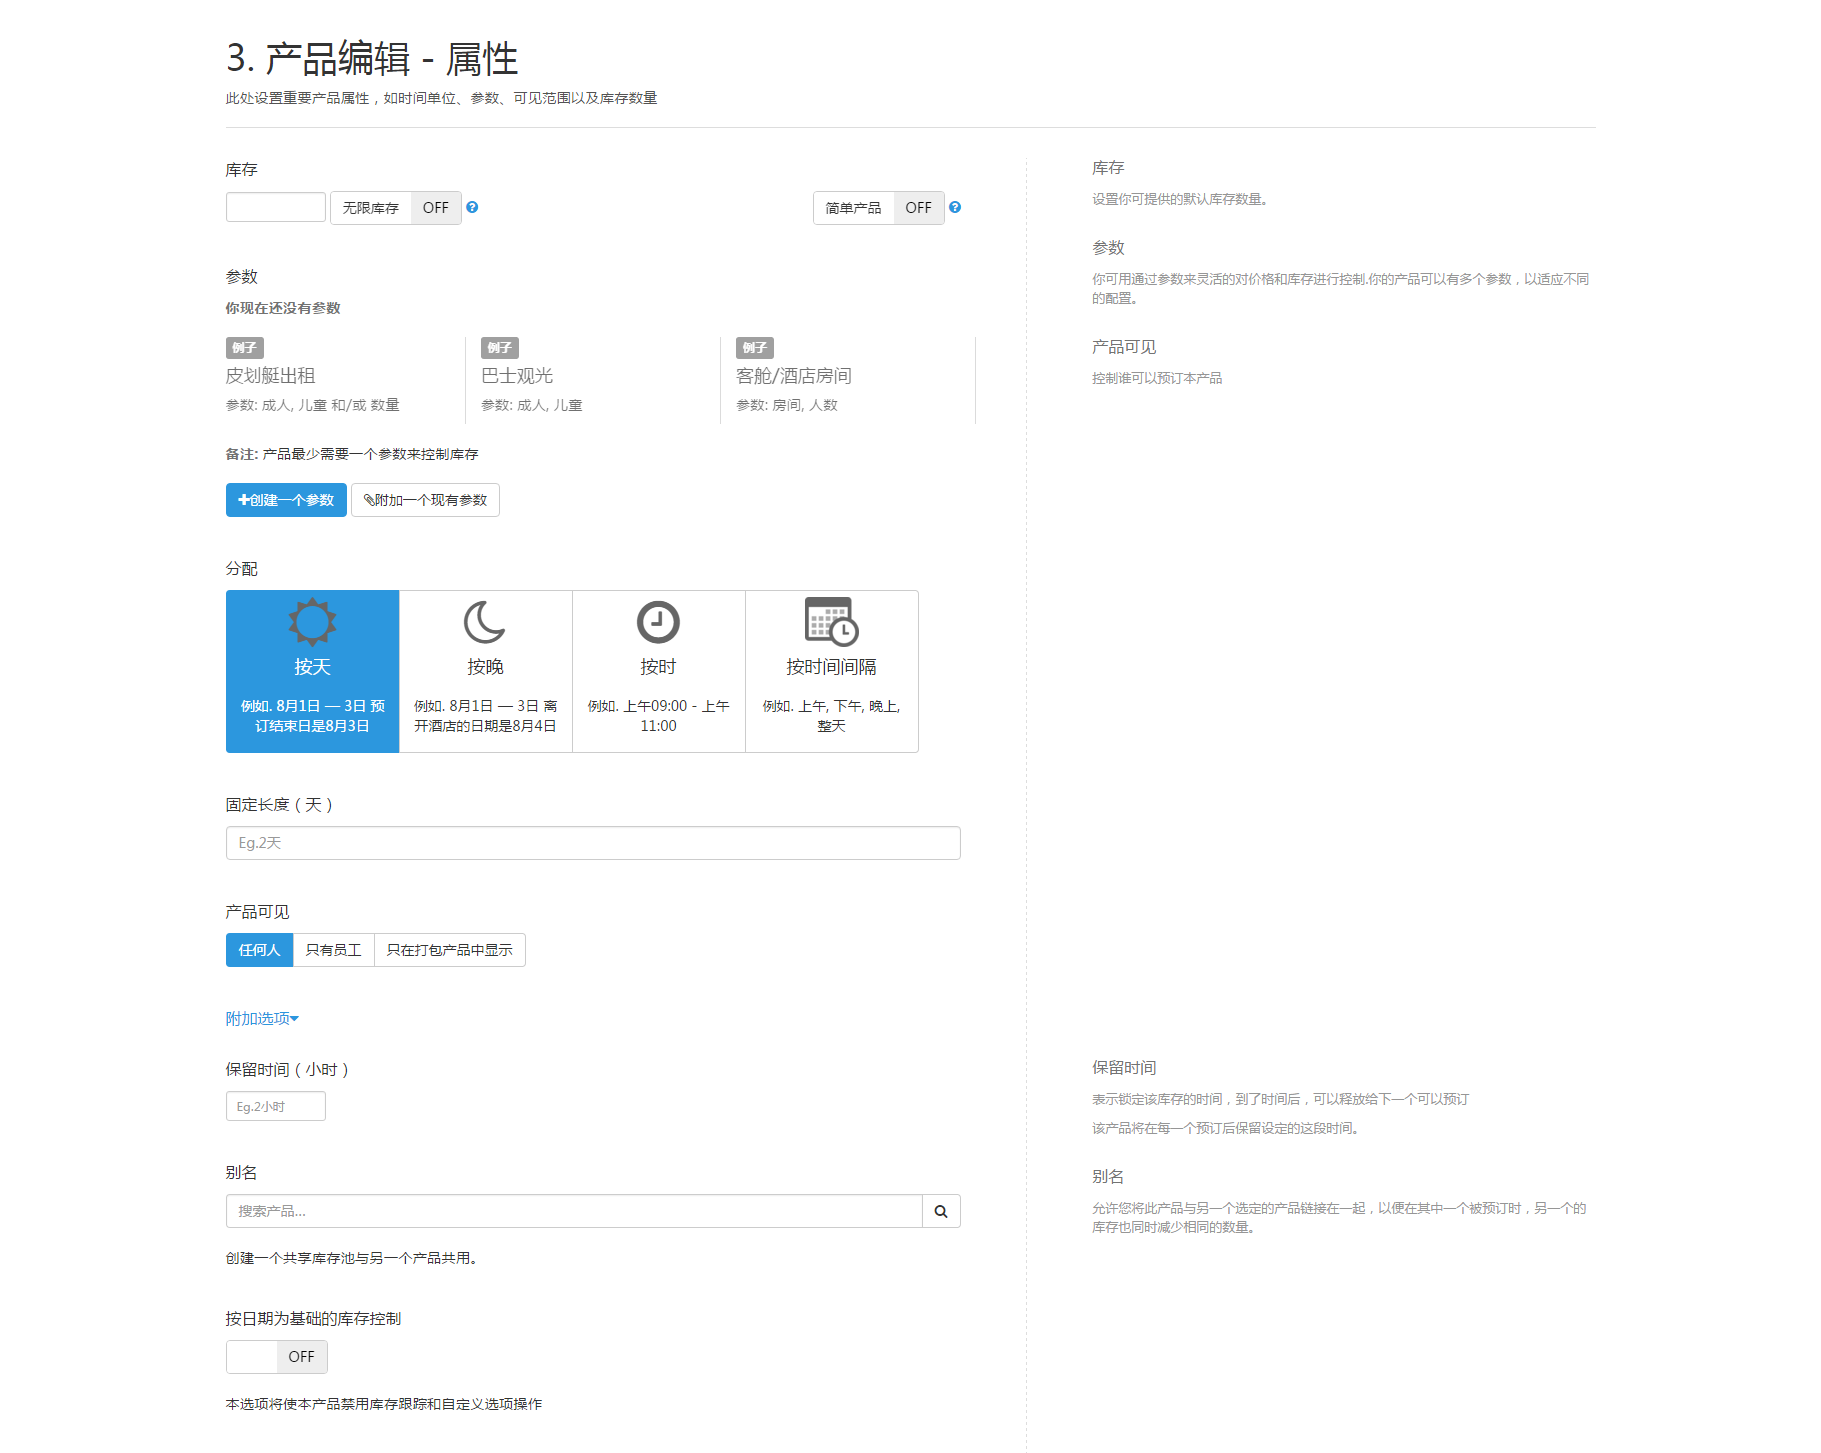 3. 产品编辑 - 属性
此处设置重要产品属性，如时间单位、参数、可见范围以及库存数量
库存
无限库存 OFF
简单产品 OFF
参数
你现在还没有参数
例子
皮划艇出租
参数: 成人, 儿童 和/或 数量
例子
巴士观光
参数: 成人, 儿童
例子
客舱/酒店房间
参数: 房间, 人数
备注: 产品最少需要一个参数来控制库存
创建一个参数
附加一个现有参数
分配
按天
例如. 8月1日 — 3日 预
订结束日是8月3日
按晚
例如. 8月1日 — 3日 离
开酒店的日期是8月4日
按时
例如. 上午09:00 - 上午
11:00
按时间间隔
例如. 上午, 下午, 晚上,
整天
固定长度（天）
Eg.2天
产品可见
任何人 只有员工 只在打包产品中显示
附加选项
保留时间（小时）
Eg.2小时
别名
搜索产品...
创建一个共享库存池与另一个产品共用。
按日期为基础的库存控制
OFF
本选项将使本产品禁用库存跟踪和自定义选项操作
库存
设置你可提供的默认库存数量。
参数
你可用通过参数来灵活的对价格和库存进行控制.你的产品可以有多个参数，以适应不同
的配置。
产品可见
控制谁可以预订本产品
保留时间
表示锁定该库存的时间，到了时间后，可以释放给下一个可以预订
该产品将在每一个预订后保留设定的这段时间。
别名
允许您将此产品与另一个选定的产品链接在一起，以便在其中一个被预订时，另一个的
库存也同时减少相同的数量。